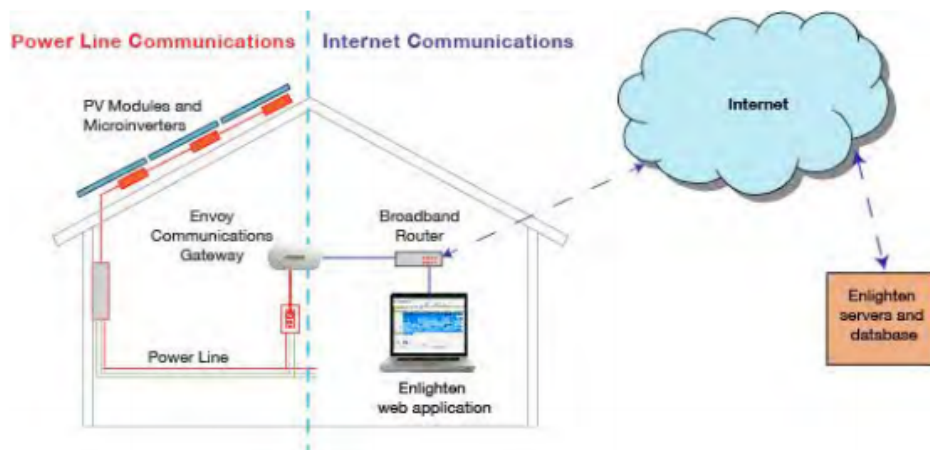 Power Line Communications
Internet Communications
PV Modules and
Microinverters
Internet
Envoy
Communications
Gateway
Broadband
Router
Enlighten
servers and
database
Power Line
Enlighten
web application